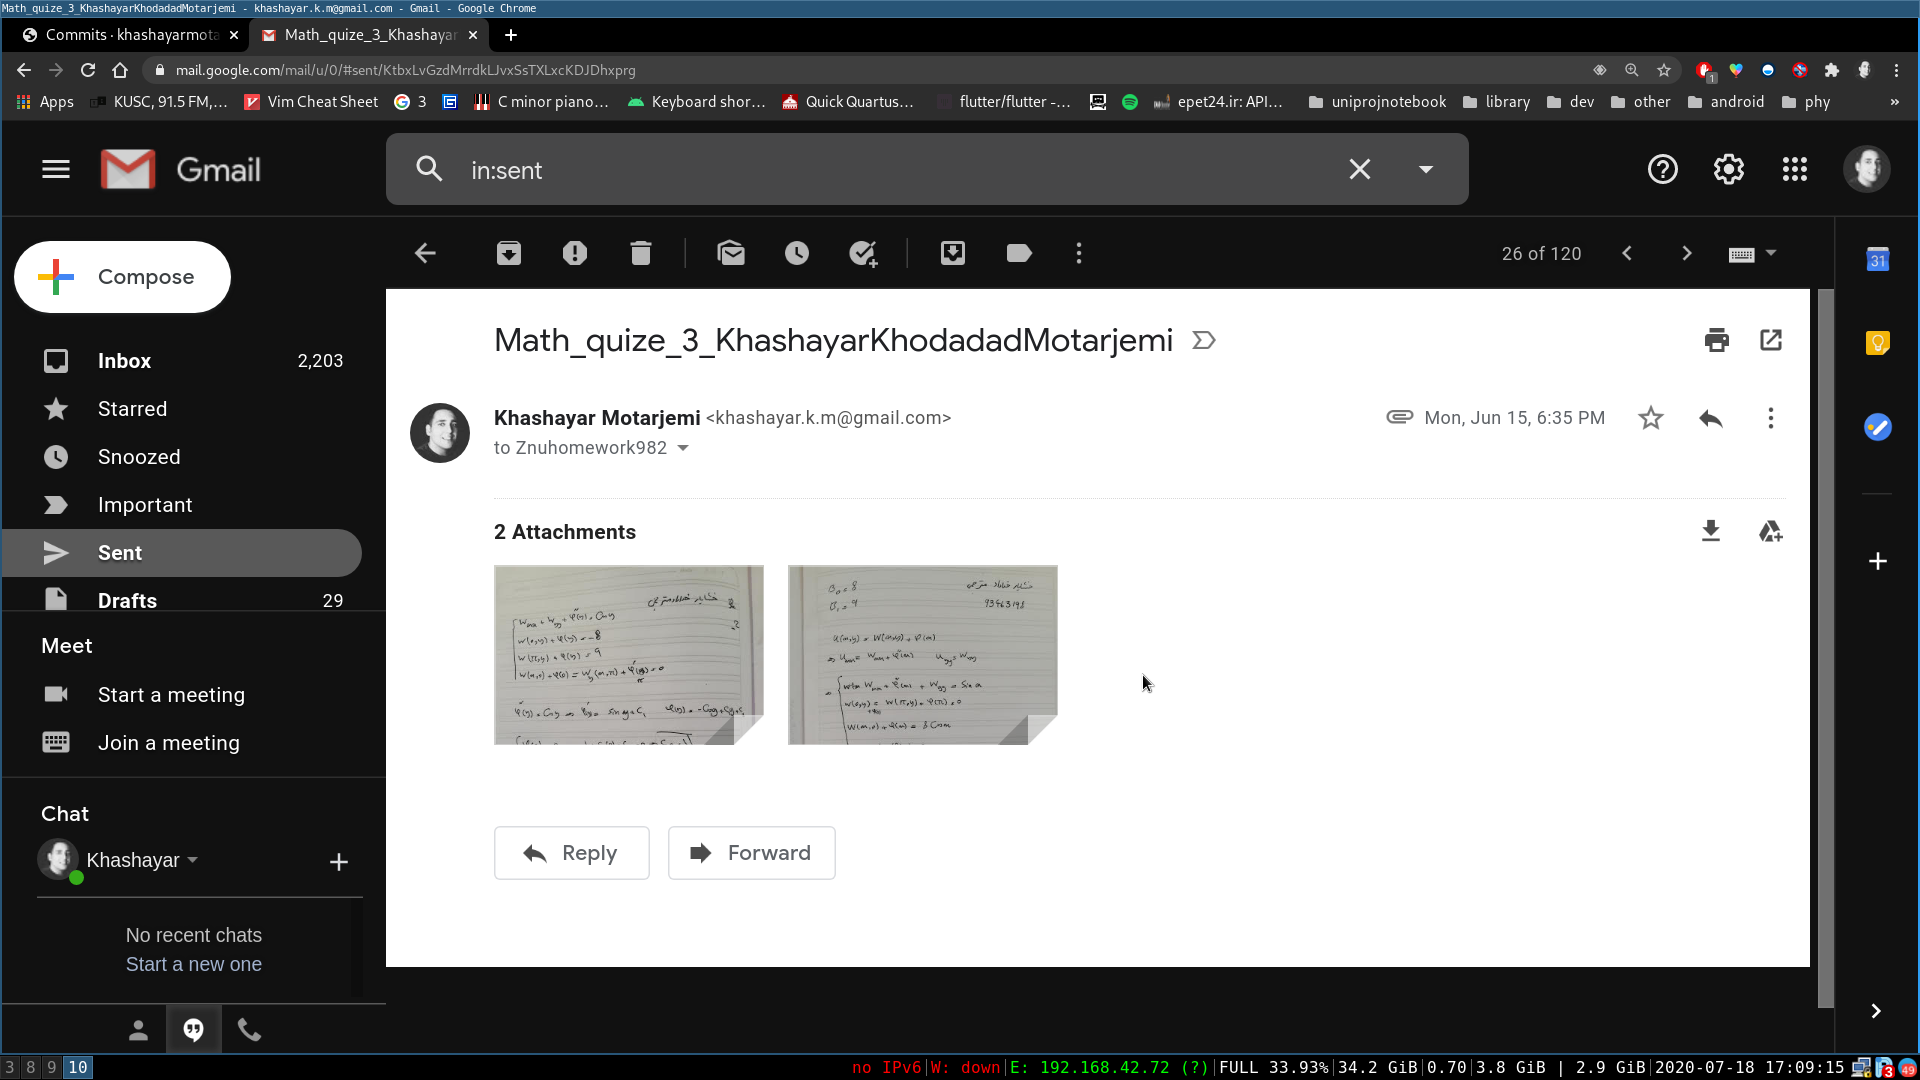 Math_quize_3_KhashayarKhodadadMotarjemi - khashayar.k.m@gmail.com - Gmail - Google Chrome
Commits · khashayarmota
Math_quize_3_Khashayar
mail.google.com/mail/u/0/#sent/KtbxLvGzdMrrdkLJvxSsTXLxcKDJDhxprg
1
Apps KUSC, 91.5 FM,... Vim Cheat Sheet 3 C minor piano... Keyboard shor... Quick Quartus... flutter/flutter -... epet24.ir: API... uniprojnotebook library dev other android phy »
Gmail
in:sent
Compose
26 of 120
31
Math_quize_3_KhashayarKhodadadMotarjemi
Inbox 2,203
Starred
Snoozed
Important
Sent
Drafts 29
Khashayar Motarjemi <khashayar.k.m@gmail.com>
Mon, Jun 15, 6:35 PM
to Znuhomework982
2 Attachments
Meet
Start a meeting
Join a meeting
Reply
Forward
Chat
Khashayar
No recent chats
Start a new one
3 8 9 10
no IPv6|W: down|E: 192.168.42.72 (?)|FULL 33.93%|34.2 GiB|0.70|3.8 GiB | 2.9 GiB|2020-07-18 17:09:15
3
49